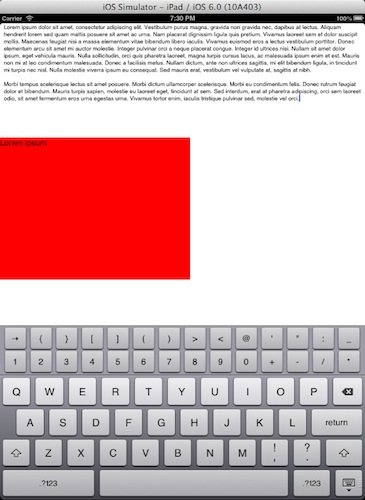 iOS Simulator – iPad / iOS 6.0 (10A403)
Carrier 7:30 PM 100%
Lorem ipsum dolor sit amet, consectetur adipiscing elit. Vestibulum purus magna, gravida non gravida nec, dapibus at lectus. Aliquam
hendrerit lorem sed quam mattis posuere sit amet ac urna. Nam placerat dignissim ligula quis pretium. Vivamus laoreet sem et dolor suscipit
mollis. Maecenas feugiat nisi a massa elementum vitae bibendum libero iaculis. Vivamus euismod eros a lectus vestibulum porttitor. Donec
elementum arcu sit amet mi auctor molestie. Integer pulvinar orci a neque placerat congue. Integer id ultrices nisi. Nullam sit amet dolor
ipsum, eget vehicula mauris. Nulla sollicitudin, orci quis pharetra laoreet, magna turpis cursus lacus, ac malesuada ipsum enim et est. Mauris
non mi at leo condimentum malesuada. Donec a facilisis metus. Nullam dictum, ante non ultrices sagittis, mi elit bibendum ligula, in tincidunt
mi turpis nec nisl. Nulla molestie viverra ipsum eu consequat. Sed mauris erat, vestibulum vel vulputate at, sagittis at nibh.
Morbi tempus scelerisque lectus sit amet posuere. Morbi dictum ullamcorper scelerisque. Morbi eu condimentum felis. Donec rutrum feugiat
dolor et bibendum. Mauris turpis sapien, molestie eu laoreet eget, tincidunt at sem. Sed interdum, erat at pharetra adipiscing, orci sem laoreet
odio, sit amet fermentum eros urna egestas urna. Vivamus tortor enim, iaculis tristique pulvinar sed, molestie vel orci.
Lorem Ipsum
⇥ { } [ ] ( ) > < @ ' " : _
1 2 3 4 5 6 7 8 9 0 + - / *
Q W E R T Y U I O P
A S D F G H J K L return
Z X C V B N M ! , ? .
.?123 .?123